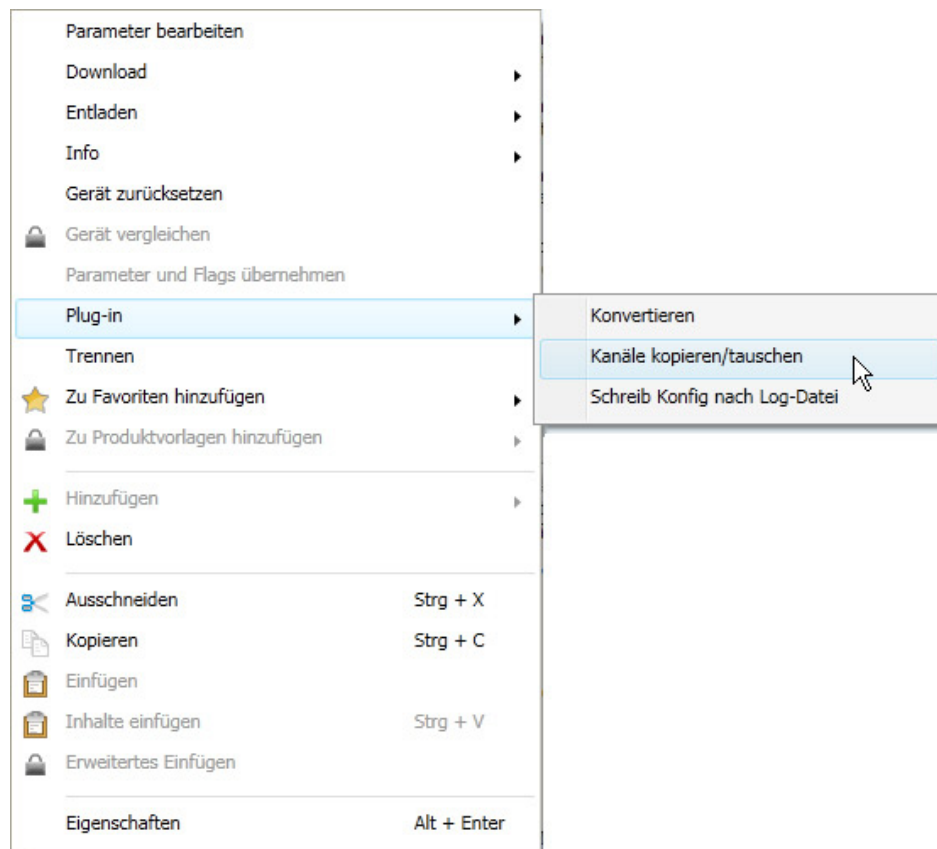 Parameter bearbeiten
Download
Entladen
Info
Gerät zurücksetzen
Gerät vergleichen
Parameter und Flags übernehmen
Plug-in
Konvertieren
Trennen
Kanäle kopieren/tauschen
Zu Favoriten hinzufügen
Schreib Konfig nach Log-Datei
Zu Produktvorlagen hinzufügen
Hinzufügen
Löschen
Ausschneiden Strg + X
Kopieren Strg + C
Einfügen
Inhalte einfügen Strg + V
Erweitertes Einfügen
Eigenschaften Alt + Enter